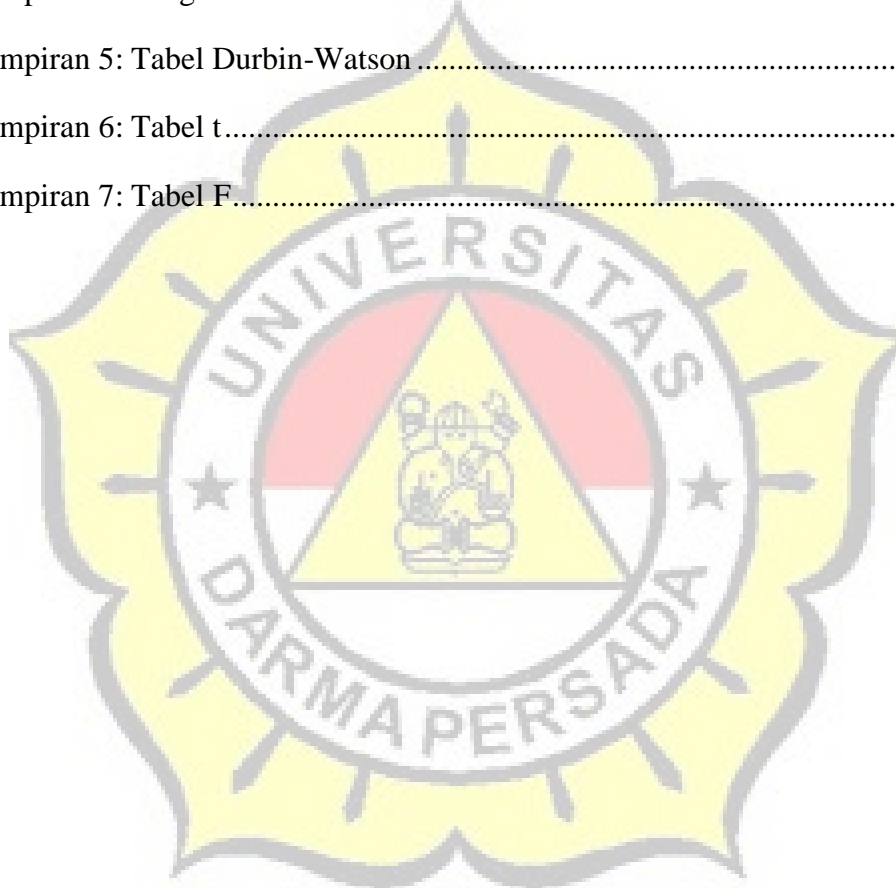 mpiran 5: Tabel Durbin-Watson
mpiran 6: Tabel t
mpiran 7: Tabel F
UNIVERSITAS
DARMA PERSADA